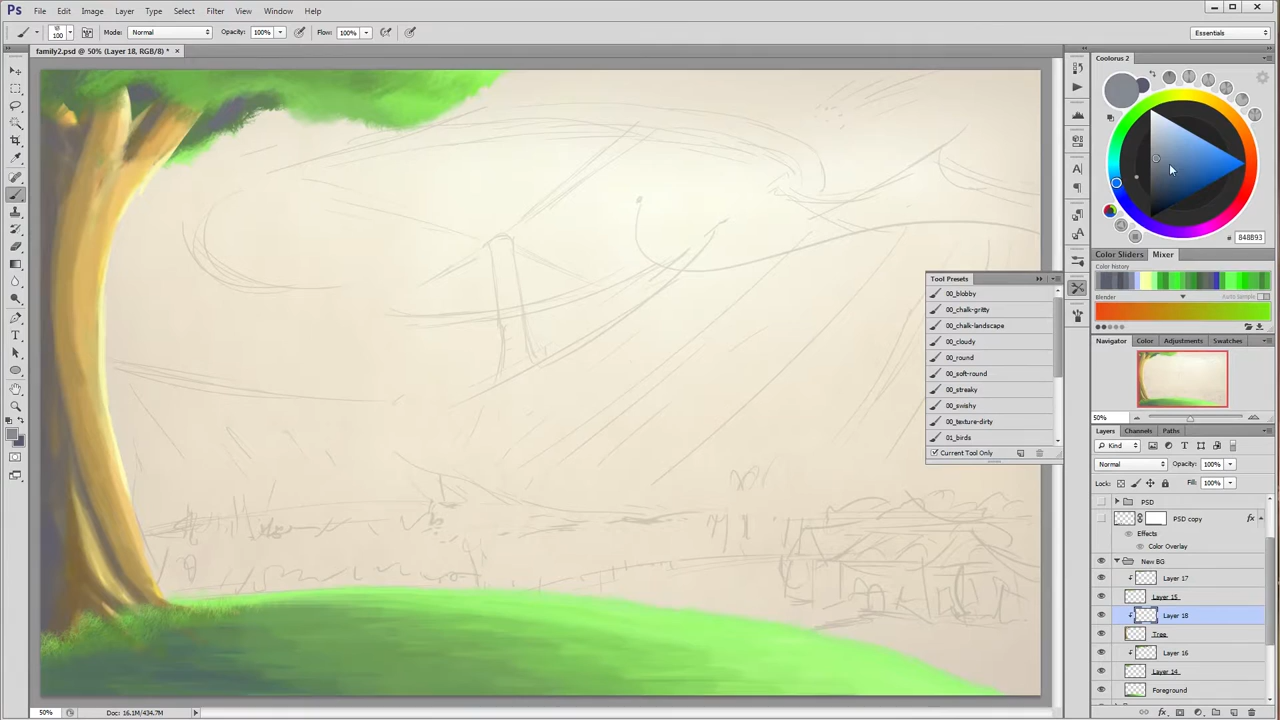 Ps File Edit Image Layer Type Select Filter View Window Help
100 Mode: Normal Opacity: 100% Flow: 100% Essentials
family2.psd @ 50% (Layer 18, RGB/8) * ×
Coolorus 2
# 848B93
Color Sliders Mixer
Color history
Blender Auto Sample
Tool Presets
00_blobby
00_chalk-gritty
00_chalk-landscape
00_cloudy
00_round
00_soft-round
00_streaky
00_swishy
00_texture-dirty
01_birds
Current Tool Only
Navigator Color Adjustments Swatches
50%
Layers Channels Paths
Kind
Normal Opacity: 100%
Lock: Fill: 100%
PSD
PSD copy fx
Effects
Color Overlay
New BG
Layer 17
Layer 15
Layer 18
Tree
Layer 16
Layer 14
Foreground
50% Doc: 16.1M/434.7M